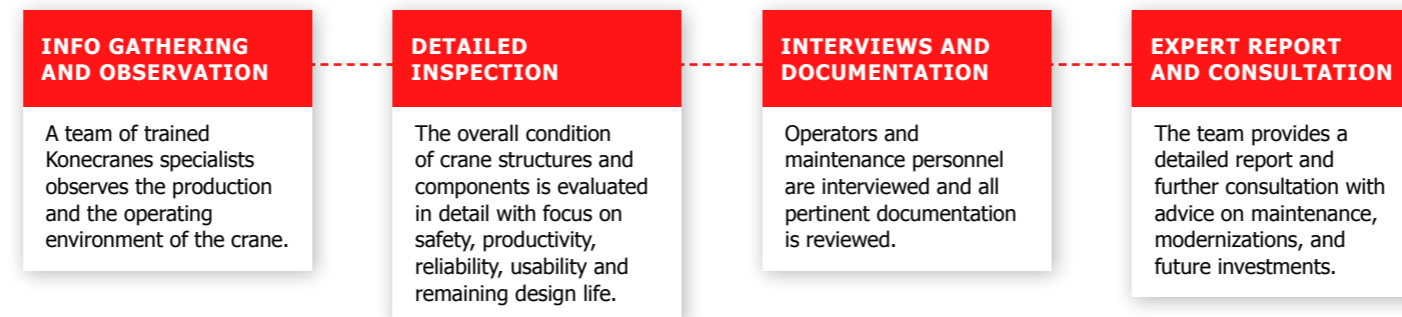 INFO GATHERING
AND OBSERVATION
A team of trained
Konecranes specialists
observes the production
and the operating
environment of the crane.
DETAILED
INSPECTION
The overall condition
of crane structures and
components is evaluated
in detail with focus on
safety, productivity,
reliability, usability and
remaining design life.
INTERVIEWS AND
DOCUMENTATION
Operators and
maintenance personnel
are interviewed and all
pertinent documentation
is reviewed.
EXPERT REPORT
AND CONSULTATION
The team provides a
detailed report and
further consultation with
advice on maintenance,
modernizations, and
future investments.